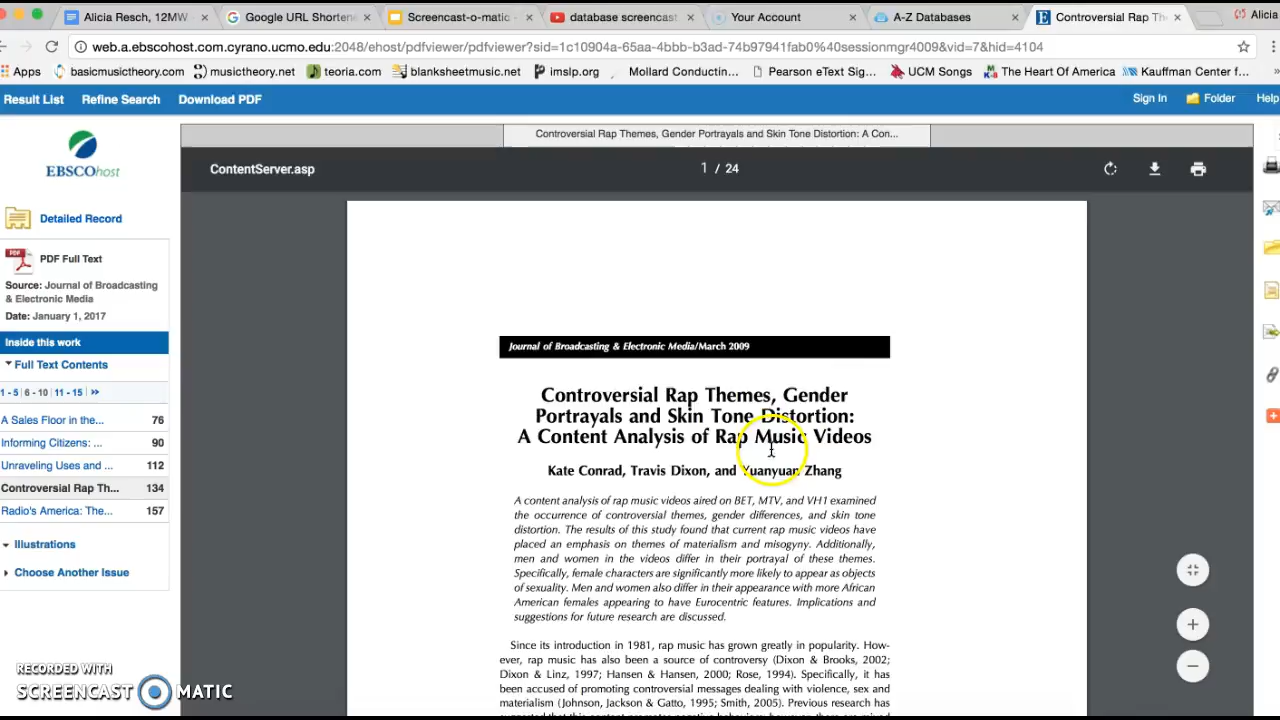 Alicia Resch, 12MW
Google URL Shortene
Screencast-o-matic -
database screencast
Your Account
A-Z Databases
Controversial Rap Th
Alicia
web.a.ebscohost.com.cyrano.ucmo.edu:2048/ehost/pdfviewer/pdfviewer?sid=1c10904a-65aa-4bbb-b3ad-74b97941fab0%40sessionmgr4009&vid=7&hid=4104
Apps
basicmusictheory.com
musictheory.net
teoria.com
blanksheetmusic.net
imslp.org
Mollard Conductin...
Pearson eText Sig...
UCM Songs
The Heart Of America
Kauffman Center f...
Result List
Refine Search
Download PDF
Sign In
Folder
Help
Controversial Rap Themes, Gender Portrayals and Skin Tone Distortion: A Con...
ContentServer.asp
1 / 24
EBSCOhost
Detailed Record
PDF
PDF Full Text
Source: Journal of Broadcasting
& Electronic Media
Date: January 1, 2017
Inside this work
Full Text Contents
1 - 5 | 6 - 10 | 11 - 15 |
A Sales Floor in the... 76
Informing Citizens: ... 90
Unraveling Uses and ... 112
Controversial Rap Th... 134
Radio's America: The... 157
Illustrations
Choose Another Issue
Journal of Broadcasting & Electronic Media/March 2009
Controversial Rap Themes, Gender
Portrayals and Skin Tone Distortion:
A Content Analysis of Rap Music Videos
Kate Conrad, Travis Dixon, and Yuanyuan Zhang
A content analysis of rap music videos aired on BET, MTV, and VH1 examined
the occurrence of controversial themes, gender differences, and skin tone
distortion. The results of this study found that current rap music videos have
placed an emphasis on themes of materialism and misogyny. Additionally,
men and women in the videos differ in their portrayal of these themes.
Specifically, female characters are significantly more likely to appear as objects
of sexuality. Men and women also differ in their appearance with more African
American females appearing to have Eurocentric features. Implications and
suggestions for future research are discussed.
Since its introduction in 1981, rap music has grown greatly in popularity. How-
ever, rap music has also been a source of controversy (Dixon & Brooks, 2002;
Dixon & Linz, 1997; Hansen & Hansen, 2000; Rose, 1994). Specifically, it has
been accused of promoting controversial messages dealing with violence, sex and
materialism (Johnson, Jackson & Gatto, 1995; Smith, 2005). Previous research has
RECORDED WITH
SCREENCAST MATIC